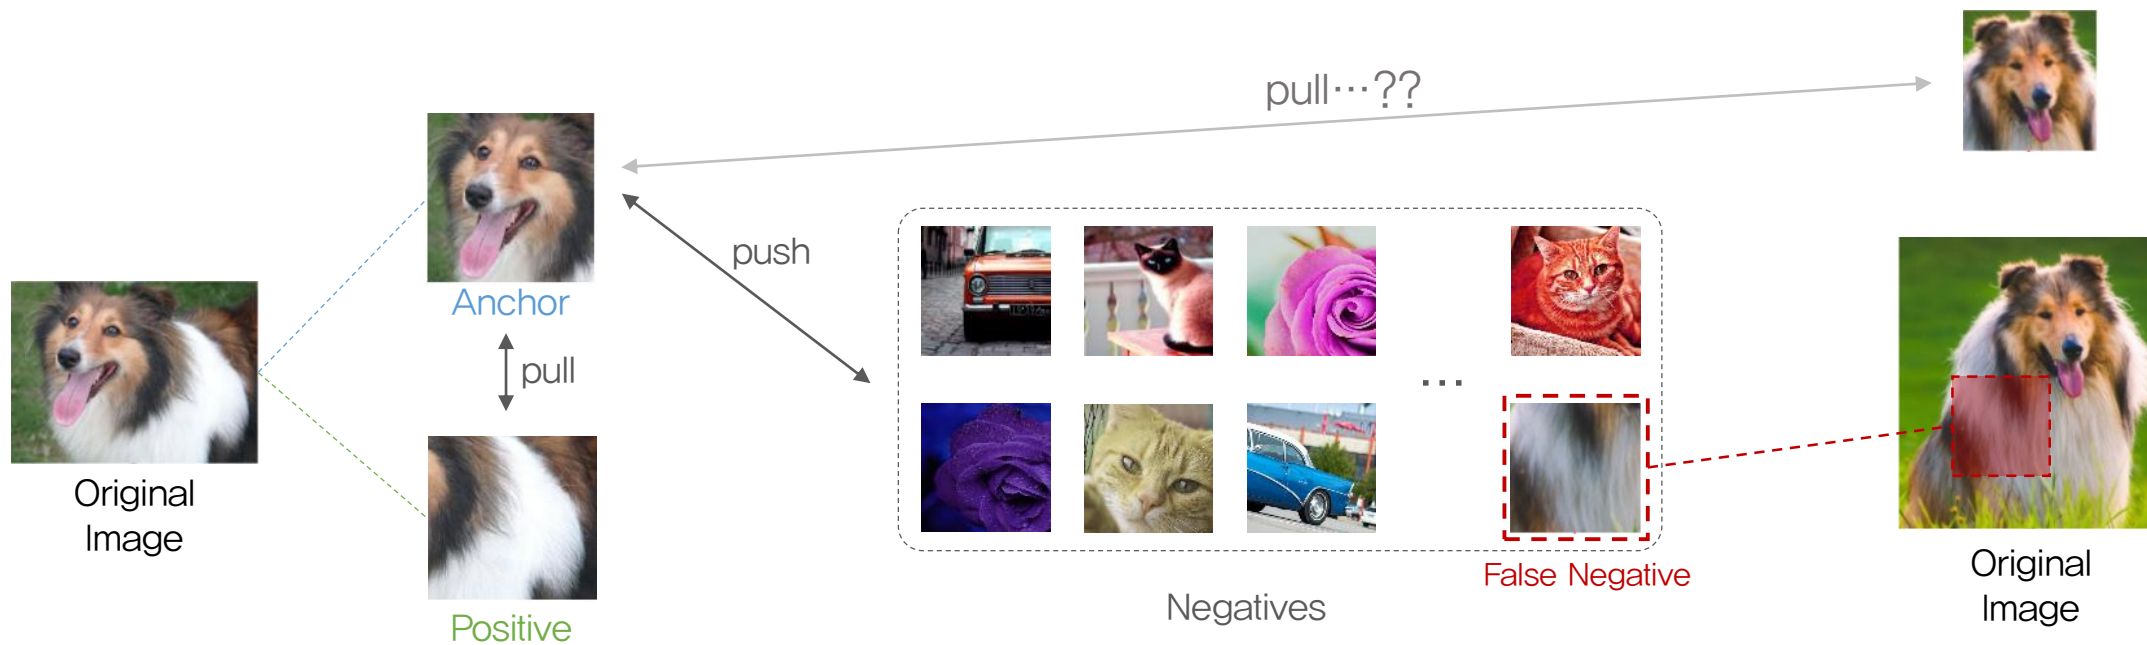 pull…??
push
Anchor
pull
Original
Image
Positive
…
False Negative
Negatives
Original
Image